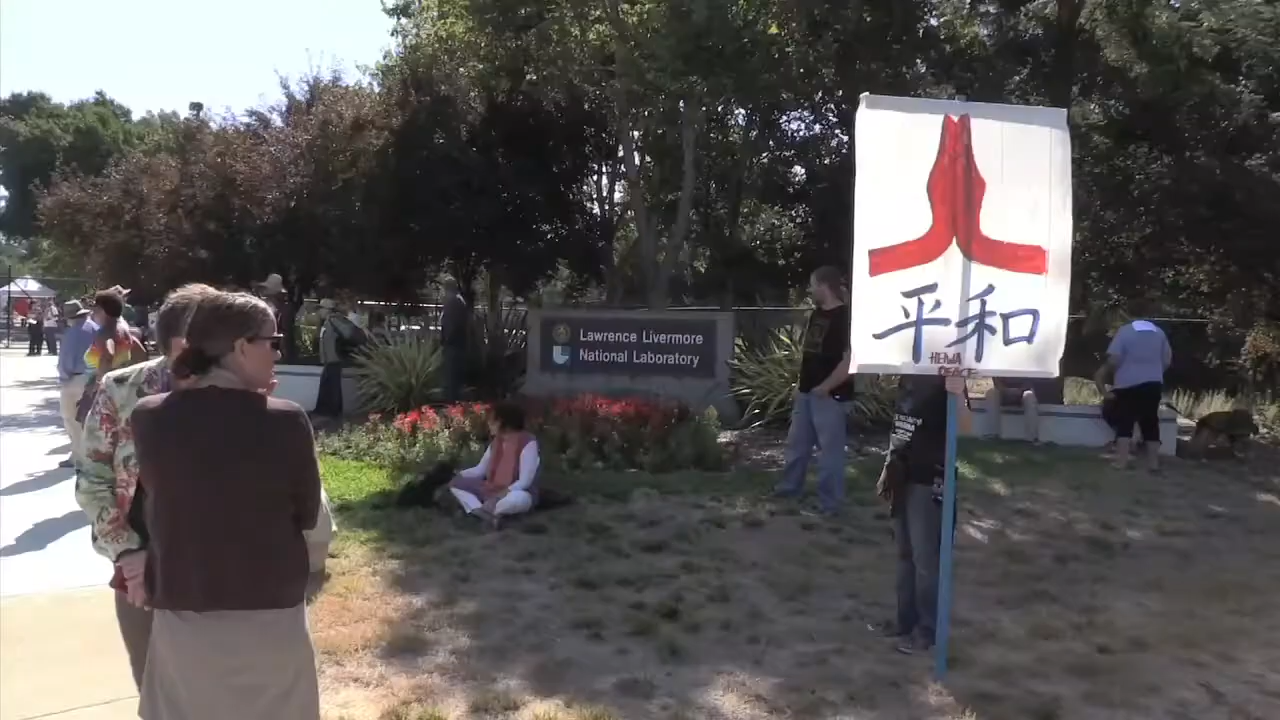 Lawrence Livermore
National Laboratory
平和
HEIWA
PEACE